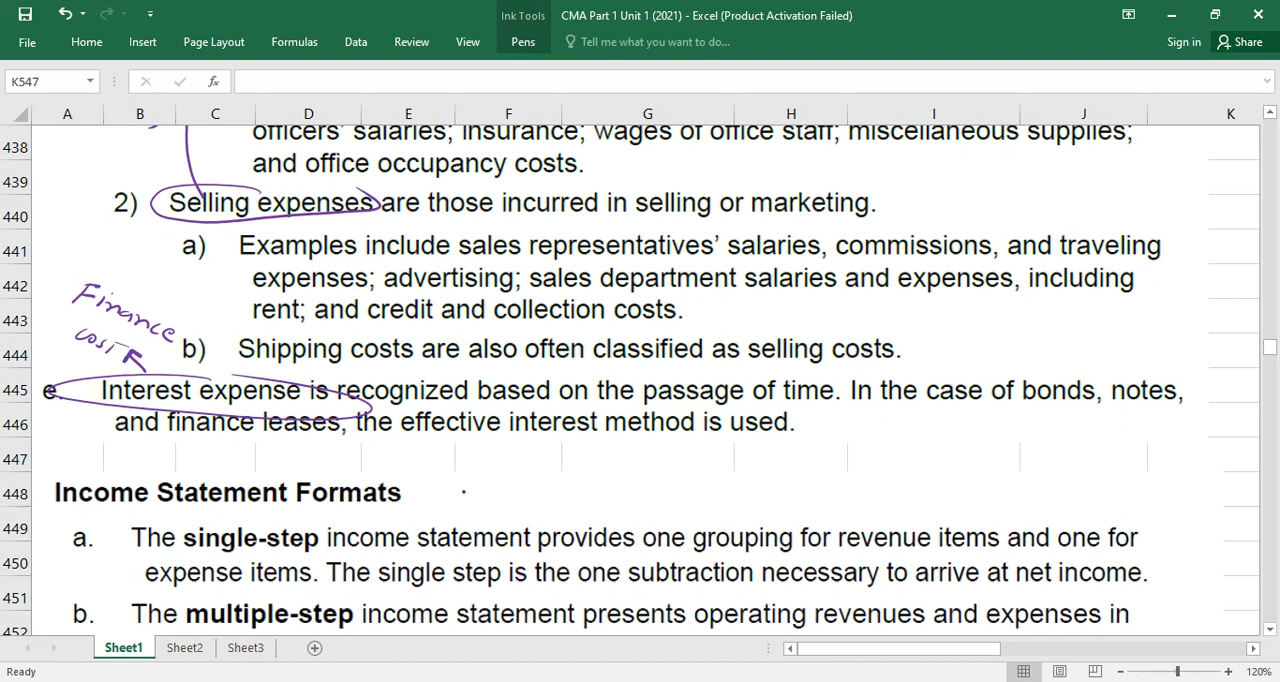 Ink Tools
CMA Part 1 Unit 1 (2021) - Excel (Product Activation Failed)
File Home Insert Page Layout Formulas Data Review View Pens Tell me what you want to do... Sign in Share
K547 fx
A B C D E F G H I J K
438 officers' salaries; insurance; wages of office staff; miscellaneous supplies;
439 and office occupancy costs.
440 2) Selling expenses are those incurred in selling or marketing.
441 a) Examples include sales representatives' salaries, commissions, and traveling
442 expenses; advertising; sales department salaries and expenses, including
443 rent; and credit and collection costs.
Finance
cost
444 b) Shipping costs are also often classified as selling costs.
445 e. Interest expense is recognized based on the passage of time. In the case of bonds, notes,
446 and finance leases, the effective interest method is used.
447
448 Income Statement Formats
449 a. The single-step income statement provides one grouping for revenue items and one for
450 expense items. The single step is the one subtraction necessary to arrive at net income.
451 b. The multiple-step income statement presents operating revenues and expenses in
452
Sheet1 Sheet2 Sheet3
Ready 120%